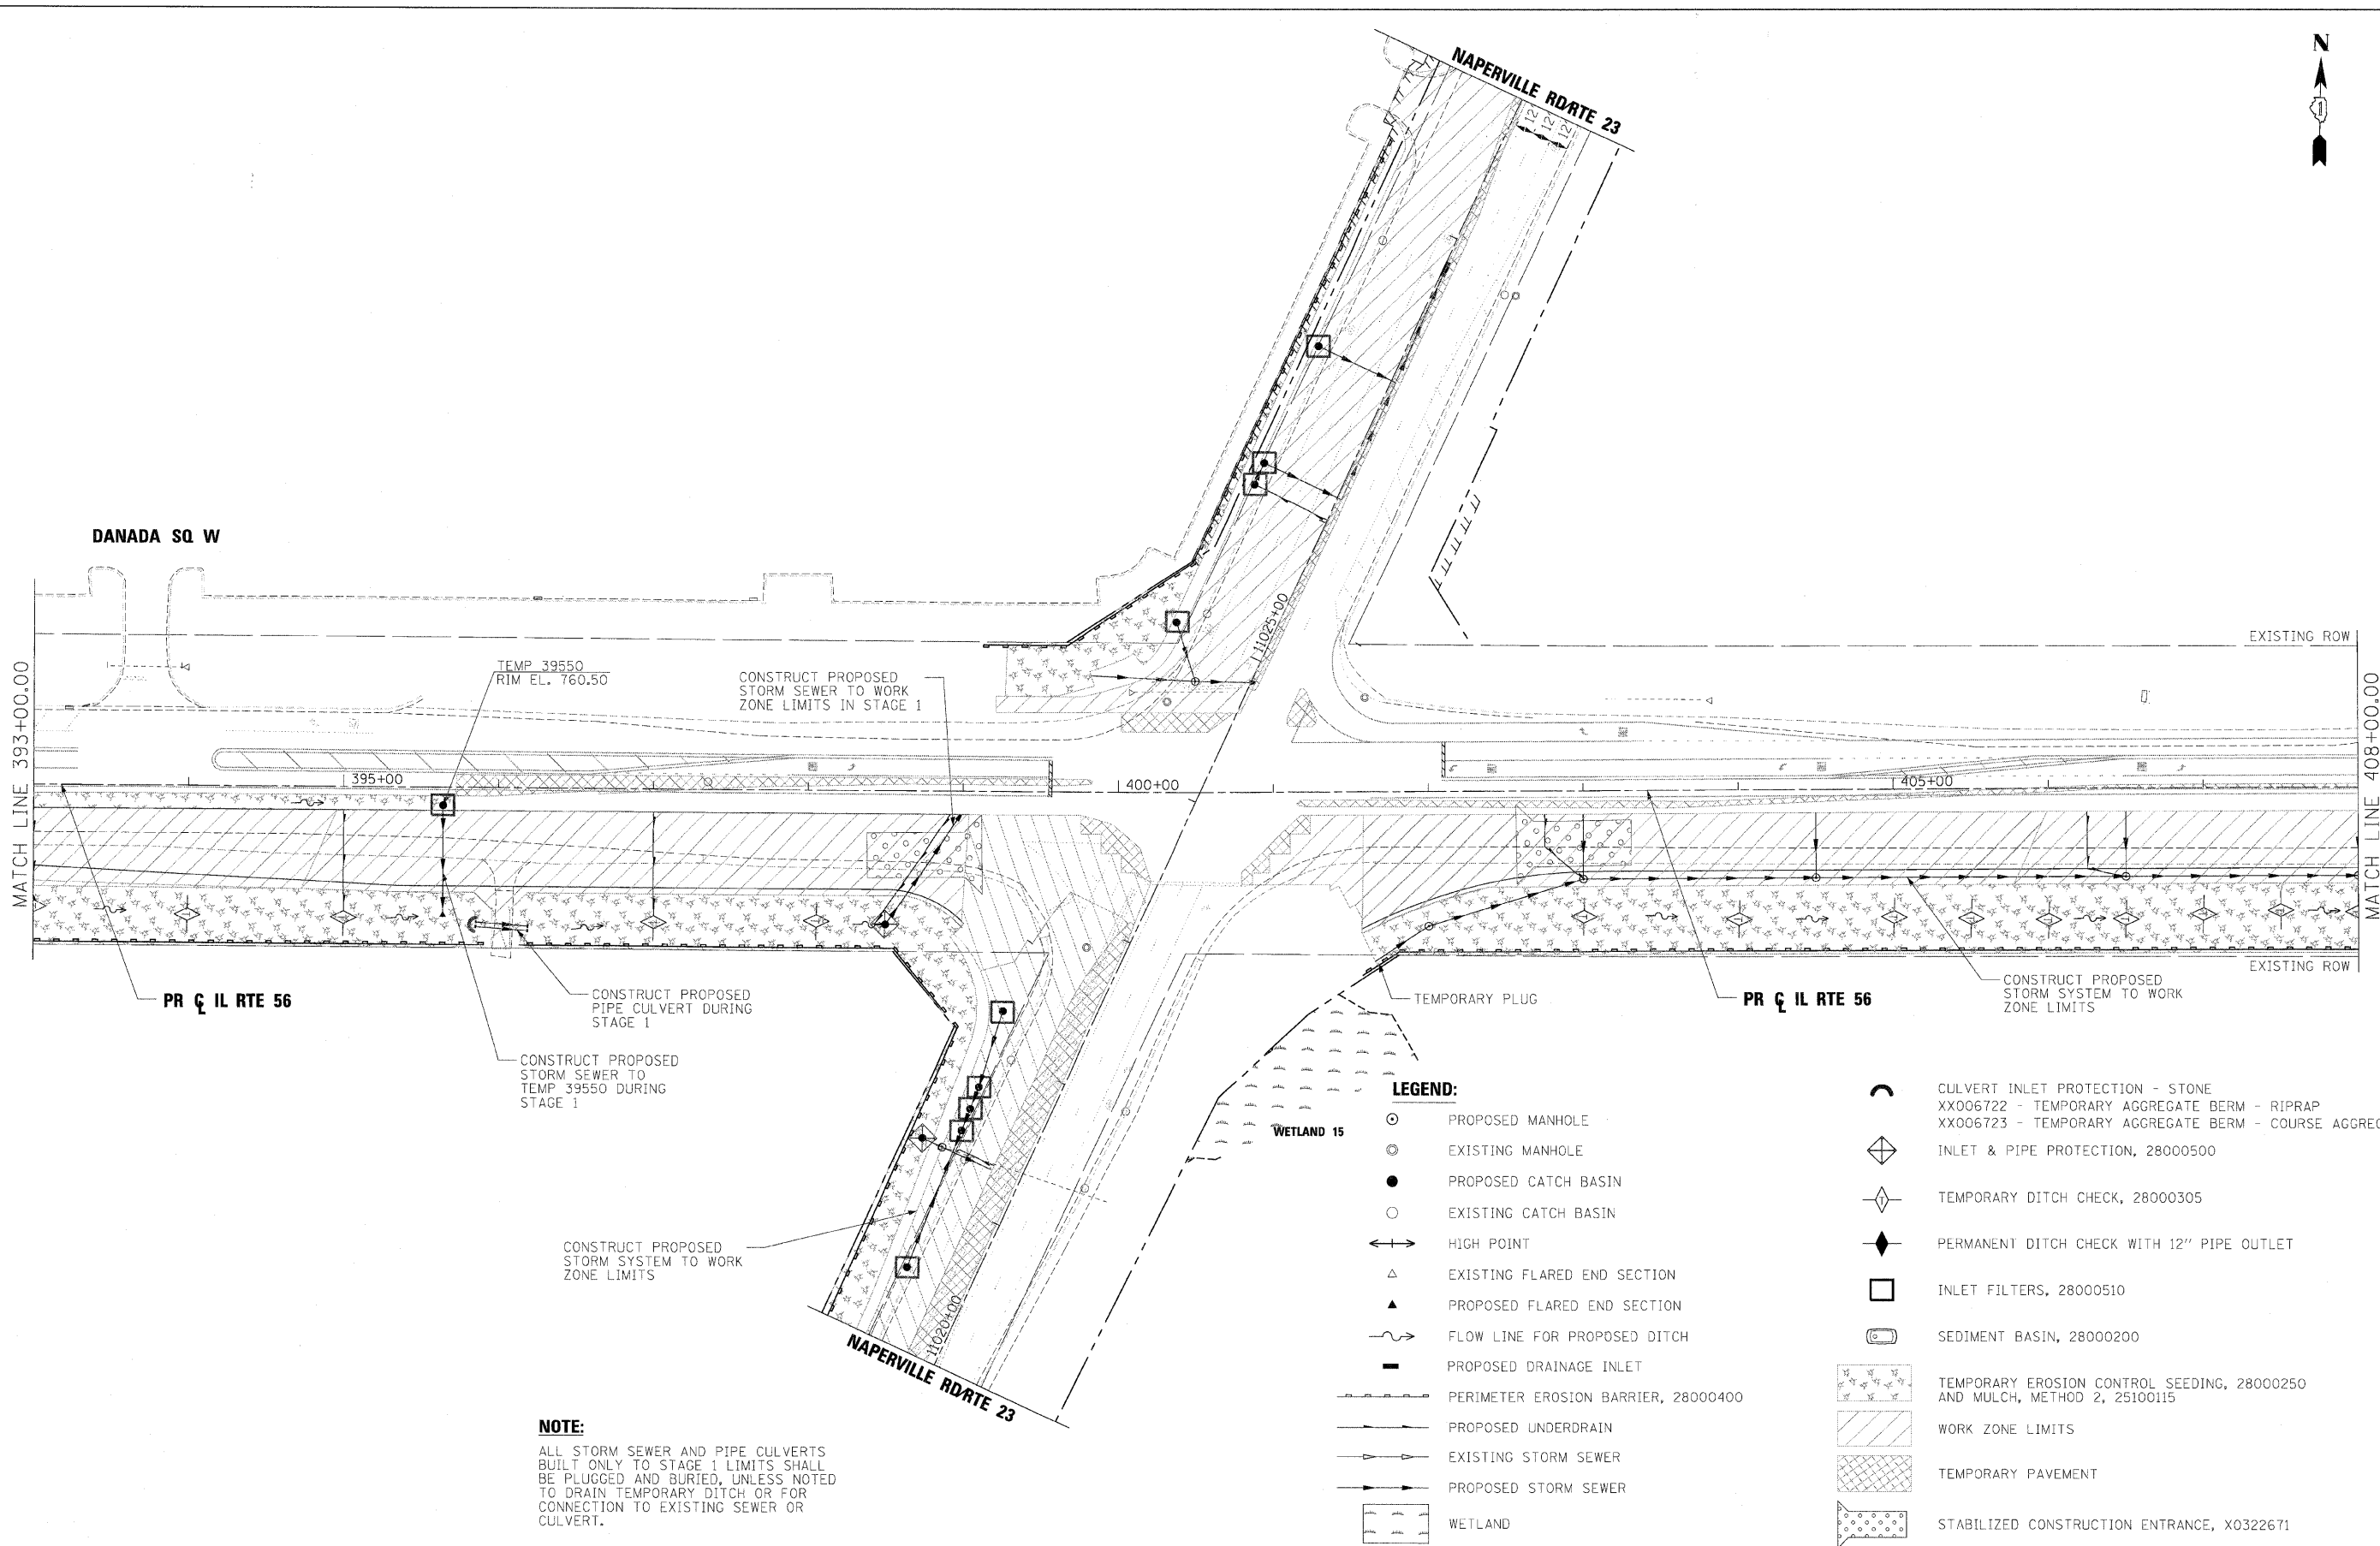 N
NAPERVILLE RD/RTE 23
12
12
12
DANADA SQ W
MATCH LINE 393+00.00
TEMP 39550
RIM EL. 760.50
CONSTRUCT PROPOSED
STORM SEWER TO WORK
ZONE LIMITS IN STAGE 1
11025+00
EXISTING ROW
MATCH LINE 408+00.00
395+00
400+00
405+00
PR ℄ IL RTE 56
CONSTRUCT PROPOSED
PIPE CULVERT DURING
STAGE 1
CONSTRUCT PROPOSED
STORM SEWER TO
TEMP 39550 DURING
STAGE 1
TEMPORARY PLUG
PR ℄ IL RTE 56
EXISTING ROW
CONSTRUCT PROPOSED
STORM SYSTEM TO WORK
ZONE LIMITS
WETLAND 15
CONSTRUCT PROPOSED
STORM SYSTEM TO WORK
ZONE LIMITS
11020+00
NAPERVILLE RD/RTE 23
NOTE:
ALL STORM SEWER AND PIPE CULVERTS
BUILT ONLY TO STAGE 1 LIMITS SHALL
BE PLUGGED AND BURIED, UNLESS NOTED
TO DRAIN TEMPORARY DITCH OR FOR
CONNECTION TO EXISTING SEWER OR
CULVERT.
LEGEND:
PROPOSED MANHOLE
EXISTING MANHOLE
PROPOSED CATCH BASIN
EXISTING CATCH BASIN
HIGH POINT
EXISTING FLARED END SECTION
PROPOSED FLARED END SECTION
FLOW LINE FOR PROPOSED DITCH
PROPOSED DRAINAGE INLET
PERIMETER EROSION BARRIER, 28000400
PROPOSED UNDERDRAIN
EXISTING STORM SEWER
PROPOSED STORM SEWER
WETLAND
CULVERT INLET PROTECTION - STONE
XX006722 - TEMPORARY AGGREGATE BERM - RIPRAP
XX006723 - TEMPORARY AGGREGATE BERM - COURSE AGGREG
INLET & PIPE PROTECTION, 28000500
TEMPORARY DITCH CHECK, 28000305
PERMANENT DITCH CHECK WITH 12" PIPE OUTLET
INLET FILTERS, 28000510
SEDIMENT BASIN, 28000200
TEMPORARY EROSION CONTROL SEEDING, 28000250
AND MULCH, METHOD 2, 25100115
WORK ZONE LIMITS
TEMPORARY PAVEMENT
STABILIZED CONSTRUCTION ENTRANCE, X0322671